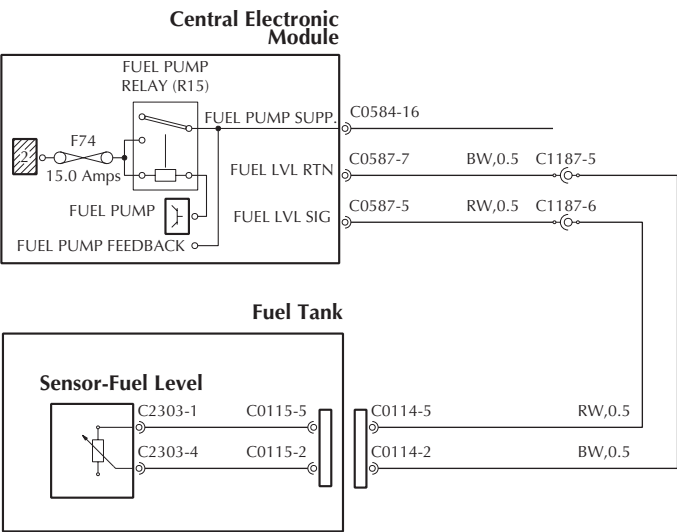 Central Electronic
Module
FUEL PUMP
RELAY (R15)
FUEL PUMP SUPP.
C0584-16
F74
2
15.0 Amps
FUEL LVL RTN
C0587-7
BW,0.5
C1187-5
FUEL PUMP
FUEL LVL SIG
C0587-5
RW,0.5
C1187-6
FUEL PUMP FEEDBACK
Fuel Tank
Sensor-Fuel Level
C2303-1
C0115-5
C0114-5
RW,0.5
C2303-4
C0115-2
C0114-2
BW,0.5